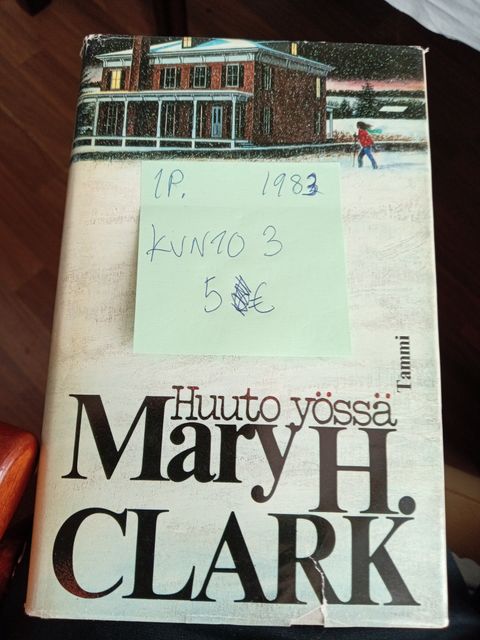 1P. 1983
KUNTO 3
5 €
Tammi
Huuto yössä
Mary H.
CLARK